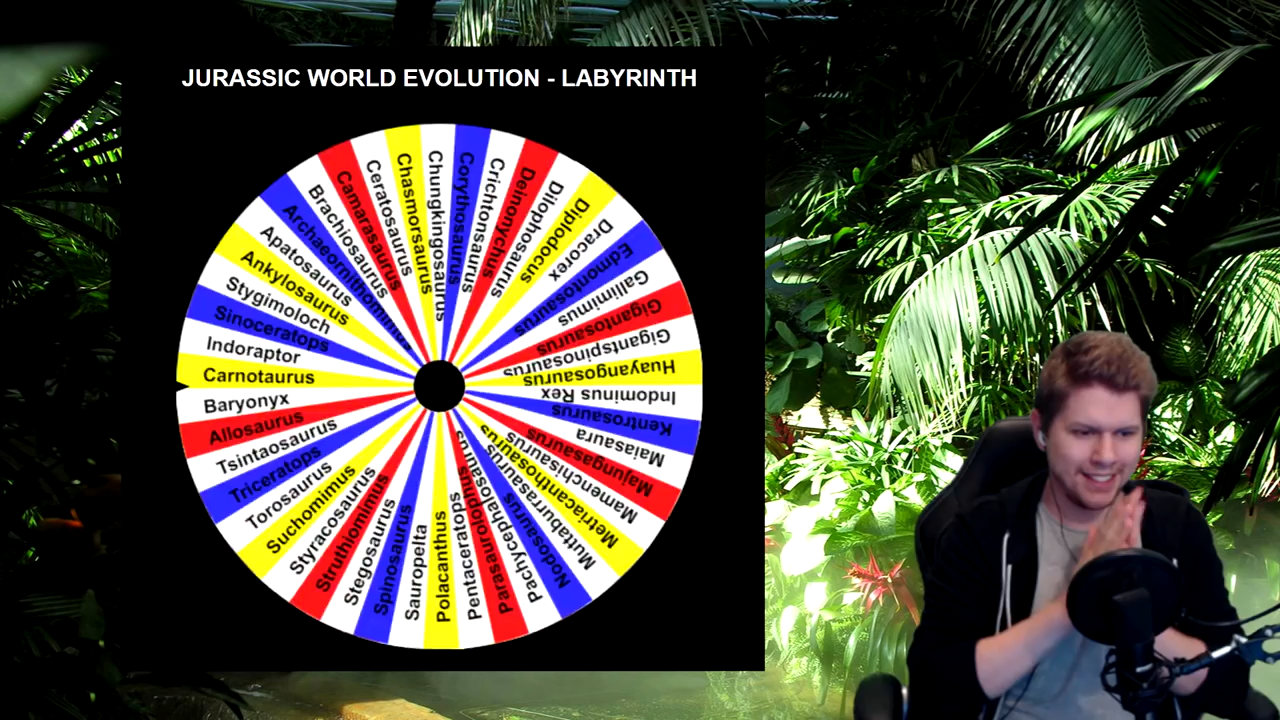 JURASSIC WORLD EVOLUTION - LABYRINTH
Corythosaurus
Crichtonsaurus
Deinonychus
Dilophosaurus
Diplodocus
Dracorex
Edmontosaurus
Gallimimus
Gigantosaurus
Gigantspinosaurus
Huayangosaurus
Indominus Rex
Kentrosaurus
Maiasaura
Majungasaurus
Mamenchisaurus
Metriacanthosaurus
Muttaburrasaurus
Nodosaurus
Pachycephalosaurus
Parasaurolophus
Pentaceratops
Polacanthus
Sauropelta
Spinosaurus
Stegosaurus
Struthiomimus
Styracosaurus
Suchomimus
Torosaurus
Triceratops
Tsintaosaurus
Allosaurus
Baryonyx
Carnotaurus
Indoraptor
Sinoceratops
Stygimoloch
Ankylosaurus
Apatosaurus
Archaeornithomimus
Brachiosaurus
Camarasaurus
Ceratosaurus
Chasmorsaurus
Chungkingosaurus